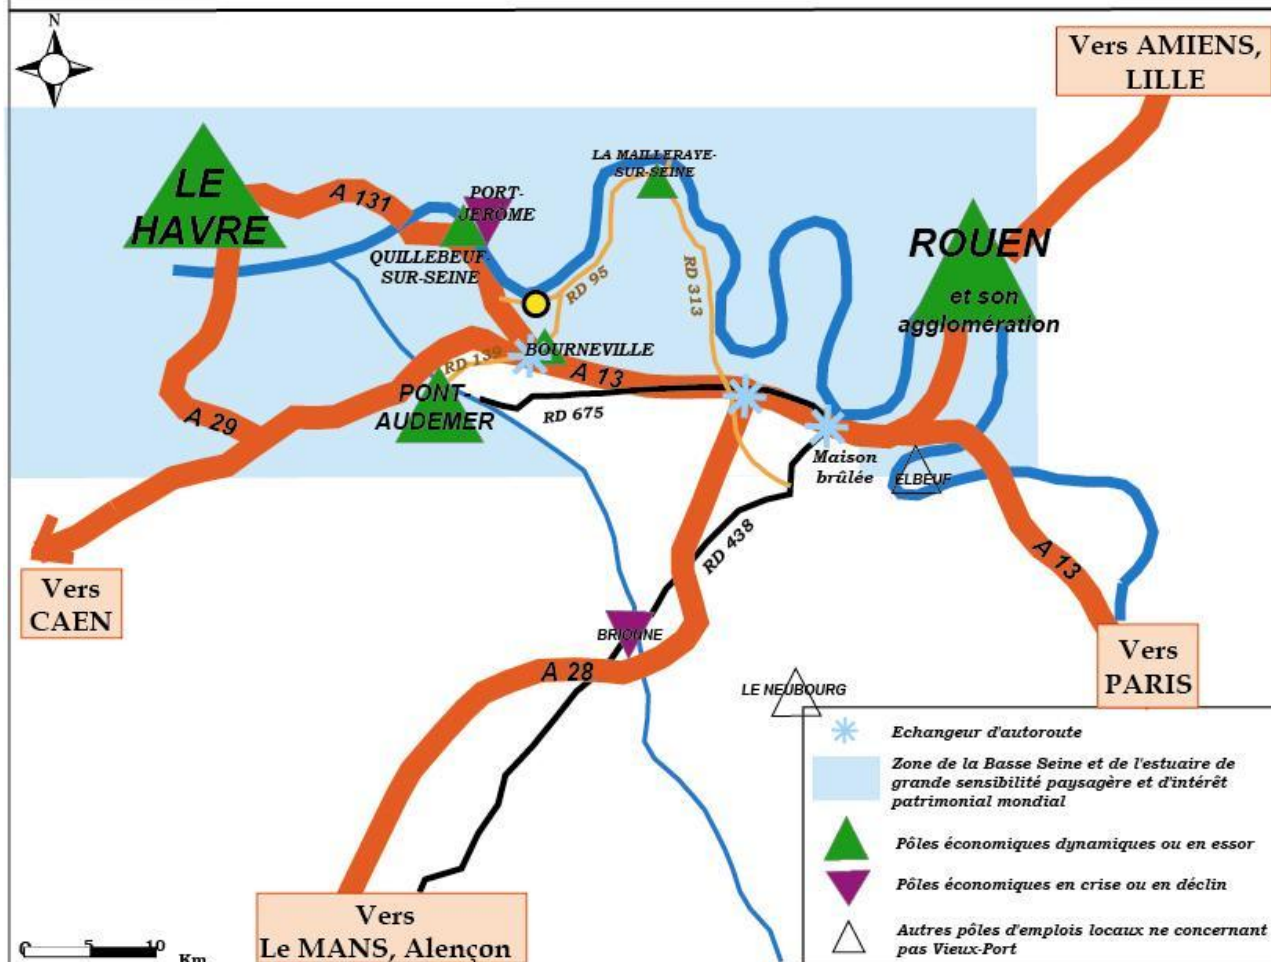 N
Vers AMIENS,
LILLE
LE
HAVRE
A 131
PORT-
JEROME
QUILLEBEUF-
SUR-SEINE
LA MAILLERAYE-
SUR-SEINE
RD 95
RD 313
ROUEN
et son
agglomération
BOURNEVILLE
RD 139
A 13
PONT-
AUDEMER
RD 675
A 29
Maison
brûlée
ELBEUF
RD 438
A 13
Vers
CAEN
BRIONNE
A 28
LE NEUBOURG
Vers
PARIS
Vers
Le MANS, Alençon
Echangeur d'autoroute
Zone de la Basse Seine et de l'estuaire de
grande sensibilité paysagère et d'intérêt
patrimonial mondial
Pôles économiques dynamiques ou en essor
Pôles économiques en crise ou en déclin
Autres pôles d'emplois locaux ne concernant
pas Vieux-Port
0 5 10
Km